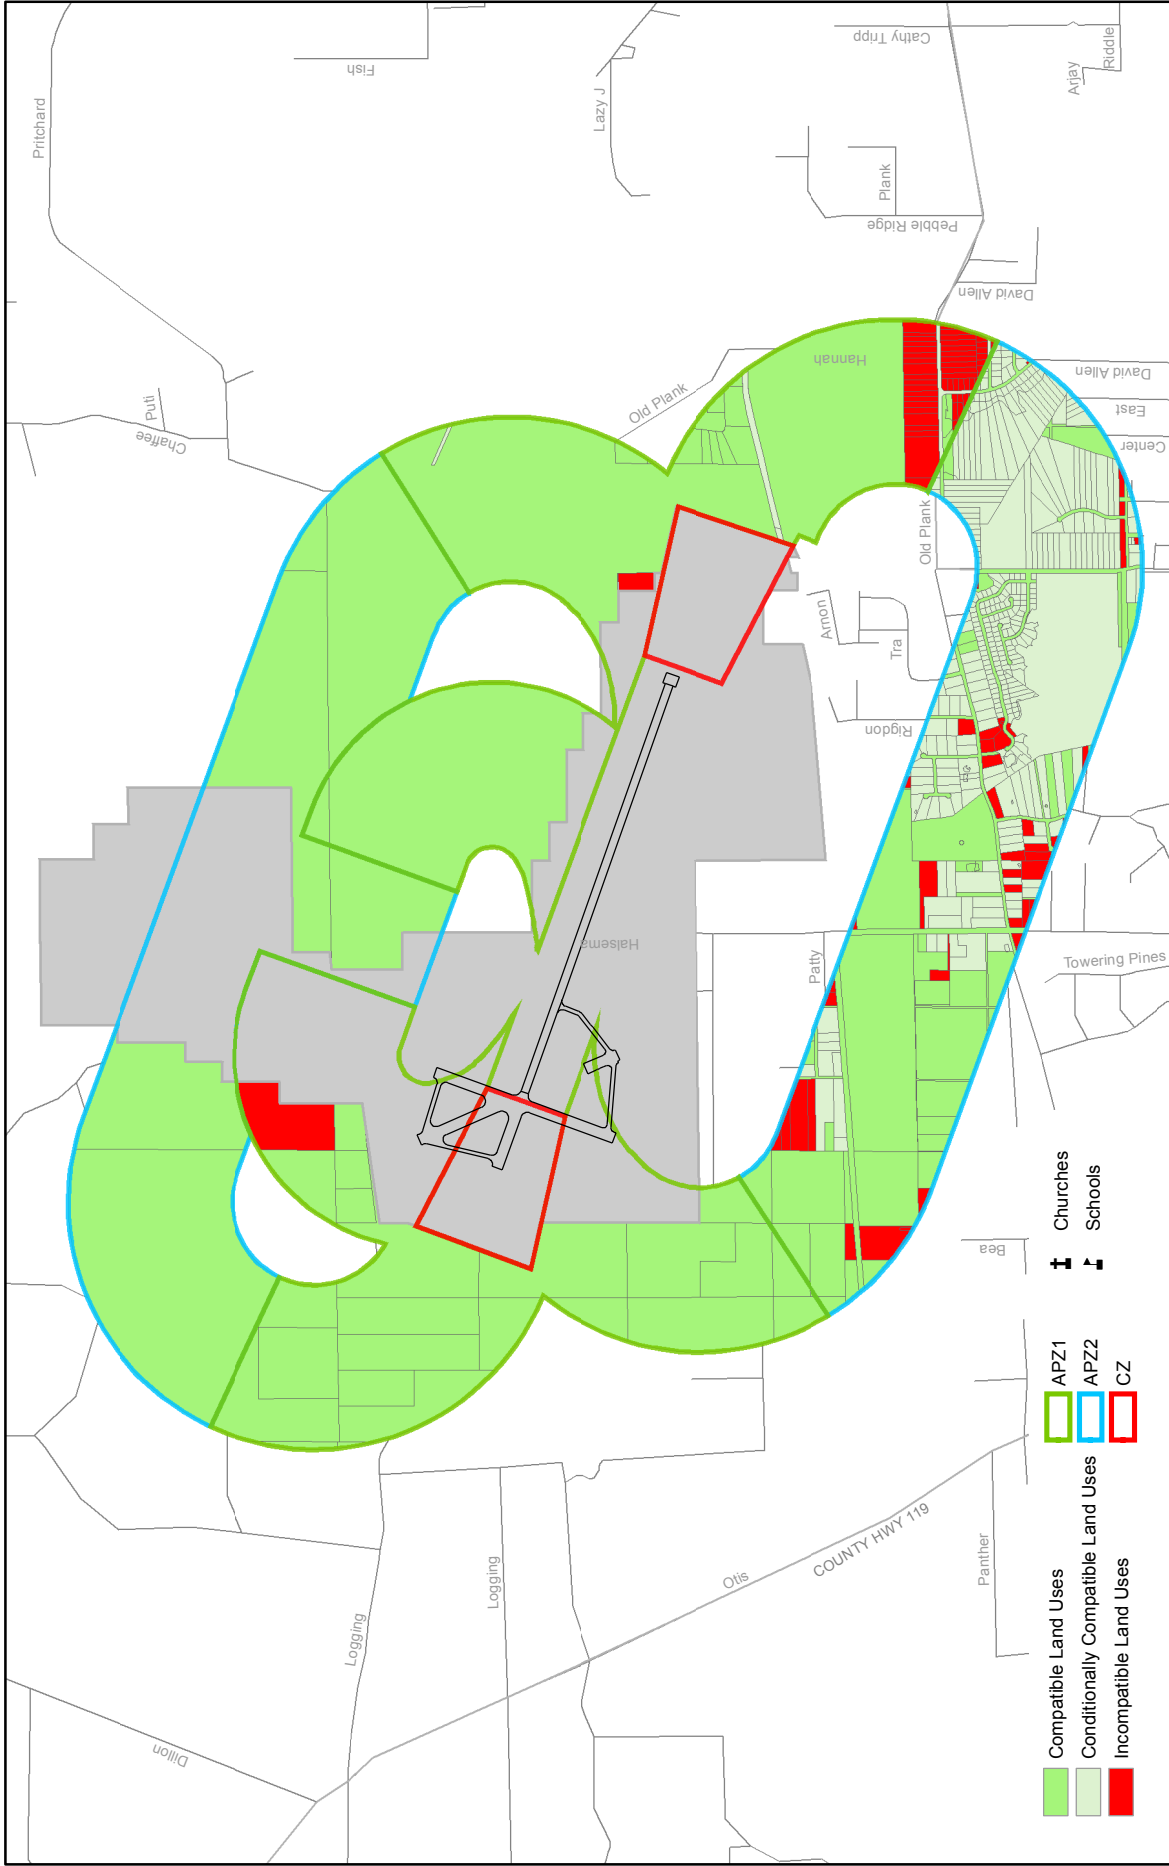 Pritchard
Fish
Lazy J
Cathy Tripp
Riddle
Arjay
Plank
Pebble Ridge
David Allen
Puti
Chaffee
Old Plank
Hannah
David Allen
East
Center
Old Plank
Arnon
Tra
Rigdon
Halsema
Patty
Towering Pines
Bea
Logging
Logging
Otis
COUNTY HWY 119
Panther
Dillon
Compatible Land Uses
Conditionally Compatible Land Uses
Incompatible Land Uses
APZ1
APZ2
CZ
Churches
Schools